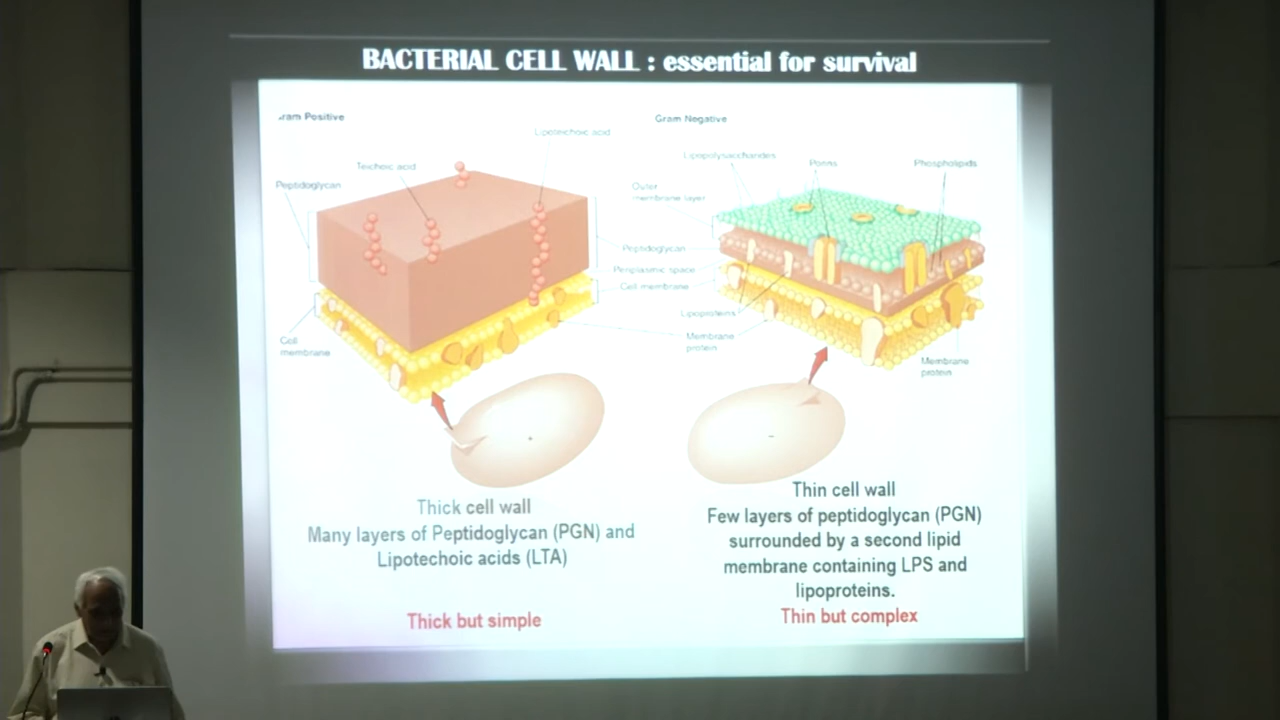 BACTERIAL CELL WALL : essential for survival
ram Positive
Gram Negative
Lipoteichoic acid
Teichoic acid
Peptidoglycan
Cell
membrane
Lipopolysaccharides
Porins
Phospholipids
Outer
membrane layer
Peptidoglycan
Periplasmic space
Cell membrane
Lipoproteins
Membrane
protein
Membrane
protein
Thick cell wall
Many layers of Peptidoglycan (PGN) and
Lipotechoic acids (LTA)
Thick but simple
Thin cell wall
Few layers of peptidoglycan (PGN)
surrounded by a second lipid
membrane containing LPS and
lipoproteins.
Thin but complex